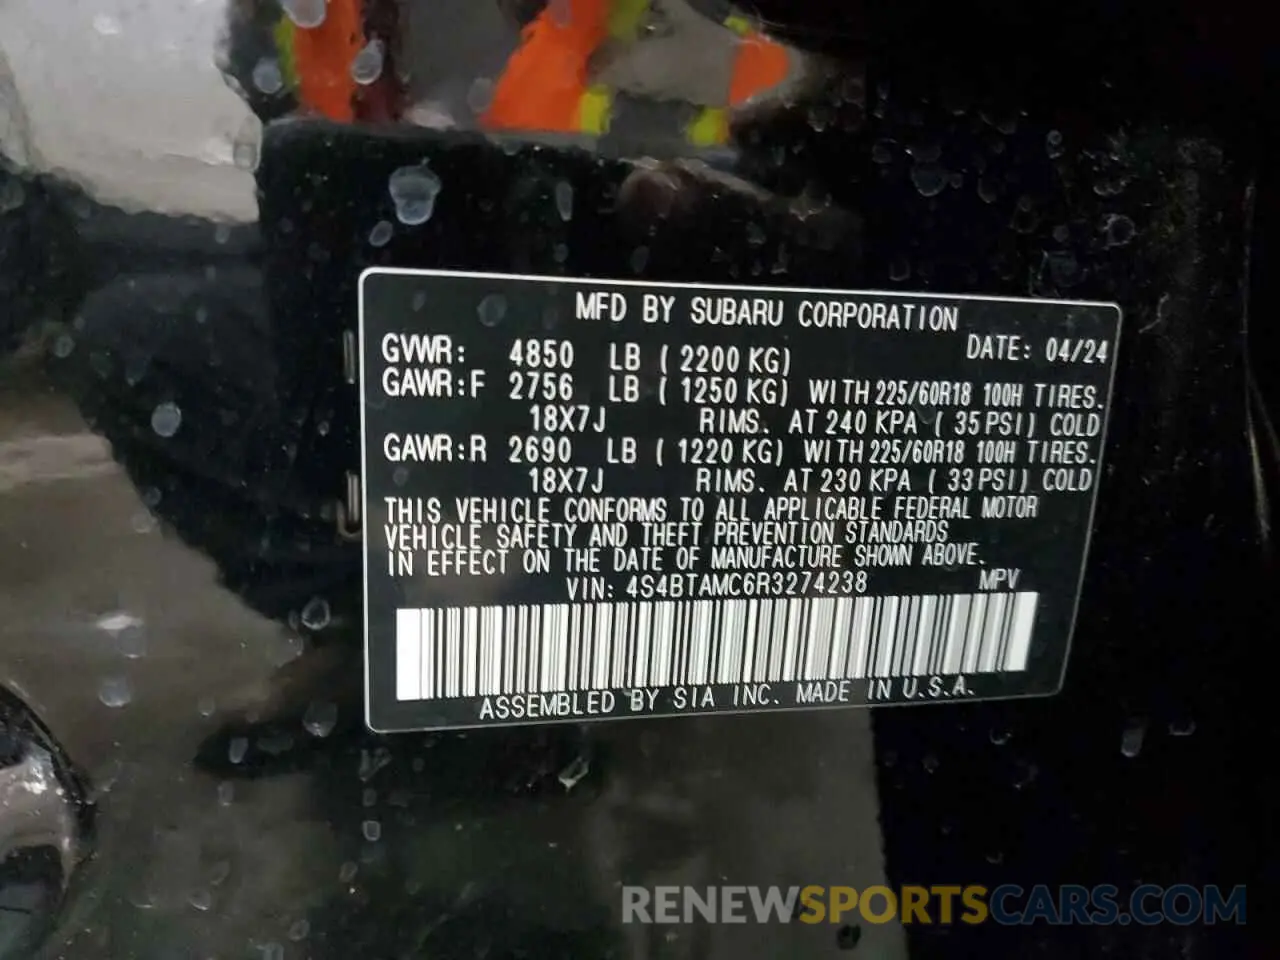 MFD BY SUBARU CORPORATION
DATE: 04/24
GVWR: 4850 LB ( 2200 KG)
GAWR:F 2756 LB ( 1250 KG) WITH 225/60R18 100H TIRES.
18X7J RIMS. AT 240 KPA ( 35 PSI) COLD
GAWR:R 2690 LB ( 1220 KG) WITH 225/60R18 100H TIRES.
18X7J RIMS. AT 230 KPA ( 33 PSI) COLD
THIS VEHICLE CONFORMS TO ALL APPLICABLE FEDERAL MOTOR
VEHICLE SAFETY AND THEFT PREVENTION STANDARDS
IN EFFECT ON THE DATE OF MANUFACTURE SHOWN ABOVE.
VIN: 4S4BTAMC6R3274238 MPV
ASSEMBLED BY SIA INC. MADE IN U.S.A.
RENEWSPORTSCARS.COM